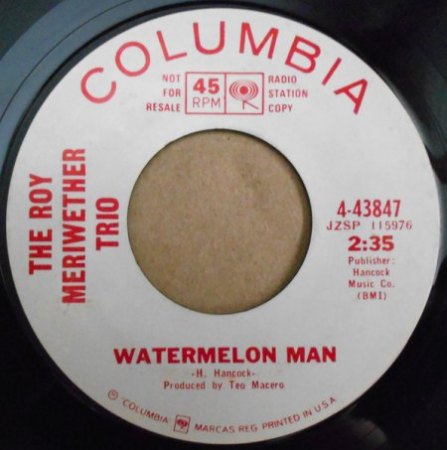 COLUMBIA
NOT FOR RESALE
45 RPM
RADIO STATION COPY
THE ROY
MERIWETHER
TRIO
4-43847
JZSP 115976
2:35
Publisher:
Hancock
Music Co.
(BMI)
WATERMELON MAN
-H. Hancock-
Produced by Teo Macero
℗ "COLUMBIA" MARCAS REG. PRINTED IN U.S.A.